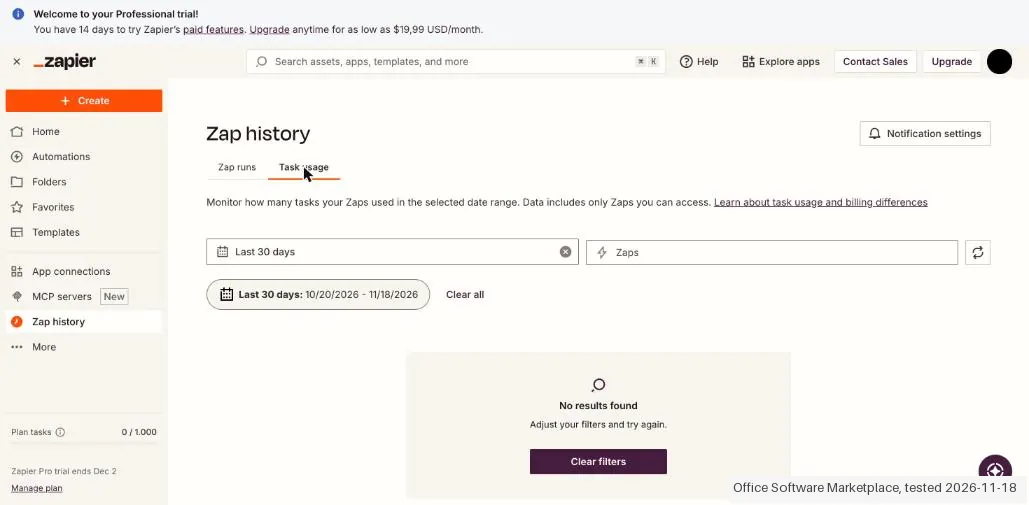 Welcome to your Professional trial!
You have 14 days to try Zapier's paid features. Upgrade anytime for as low as $19,99 USD/month.
zapier
Search assets, apps, templates, and more
⌘ K
Help
Explore apps
Contact Sales
Upgrade
+ Create
Home
Automations
Folders
Favorites
Templates
App connections
MCP servers New
Zap history
More
Plan tasks 0 / 1.000
Zapier Pro trial ends Dec 2
Manage plan
Zap history
Notification settings
Zap runs
Task usage
Monitor how many tasks your Zaps used in the selected date range. Data includes only Zaps you can access. Learn about task usage and billing differences
Last 30 days
Zaps
Last 30 days: 10/20/2026 - 11/18/2026
Clear all
No results found
Adjust your filters and try again.
Clear filters
Office Software Marketplace, tested 2026-11-18